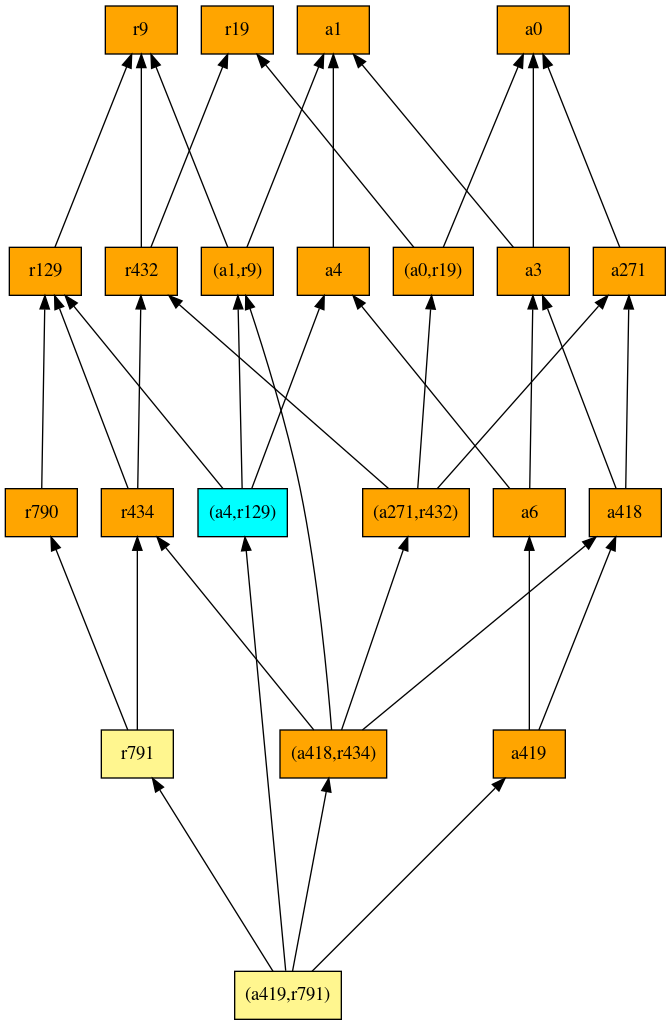 r9
r19
a1
a0
r129
r432
(a1,r9)
a4
(a0,r19)
a3
a271
r790
r434
(a4,r129)
(a271,r432)
a6
a418
r791
(a418,r434)
a419
(a419,r791)